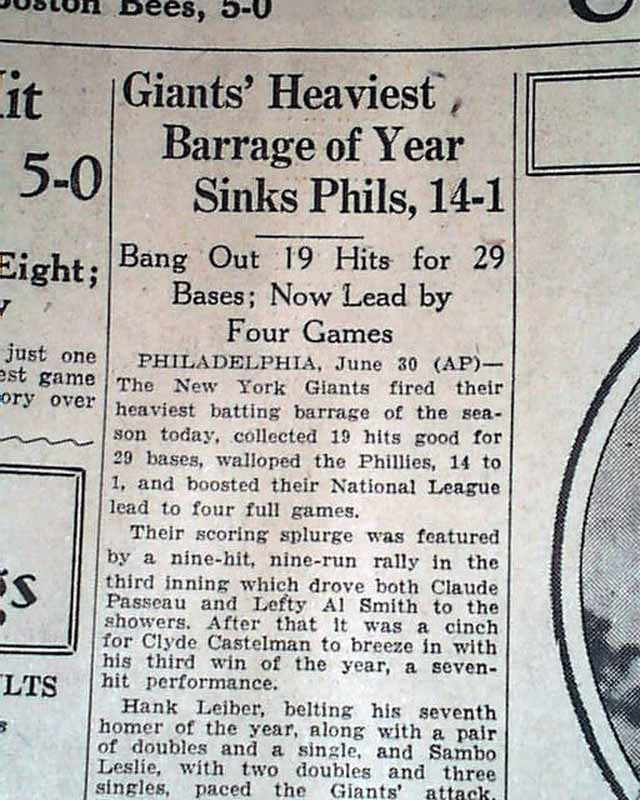 Boston Bees, 5-0
Hit
5-0
Eight;
just one
est game
ory over
gs
LTS
Giants' Heaviest
Barrage of Year
Sinks Phils, 14-1
Bang Out 19 Hits for 29
Bases; Now Lead by
Four Games
PHILADELPHIA, June 30 (AP)—
The New York Giants fired their
heaviest batting barrage of the sea-
son today, collected 19 hits good for
29 bases, walloped the Phillies, 14 to
1, and boosted their National League
lead to four full games.
Their scoring splurge was featured
by a nine-hit, nine-run rally in the
third inning which drove both Claude
Passeau and Lefty Al Smith to the
showers. After that it was a cinch
for Clyde Castelman to breeze in with
his third win of the year, a seven-
hit performance.
Hank Leiber, belting his seventh
homer of the year, along with a pair
of doubles and a single, and Sambo
Leslie, with two doubles and three
singles, paced the Giants' attack.